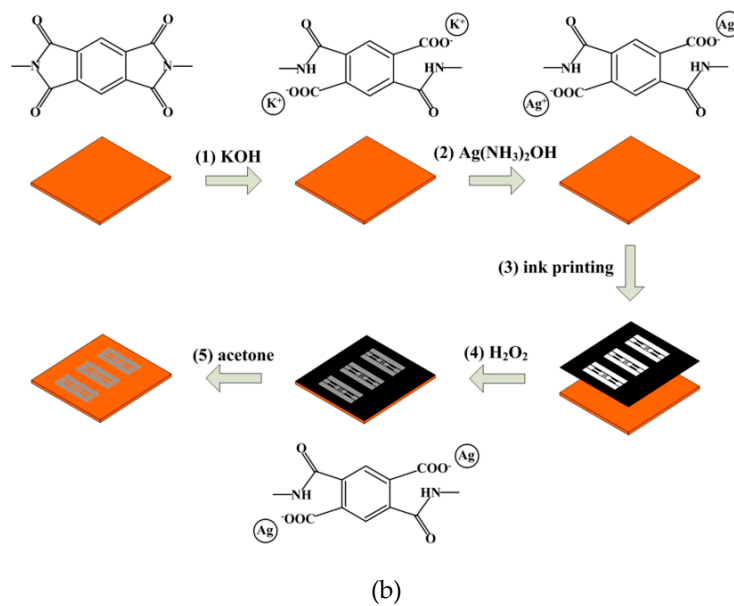 O O
N N
O O
O
K⁺
COO⁻
NH
HN
K⁺
⁻OOC
O
O
Ag
COO⁻
NH
HN
Ag⁺
⁻OOC
O
(1) KOH
(2) Ag(NH₃)₂OH
(3) ink printing
(4) H₂O₂
(5) acetone
O
Ag
COO⁻
NH
HN
⁻OOC
Ag
O
(b)